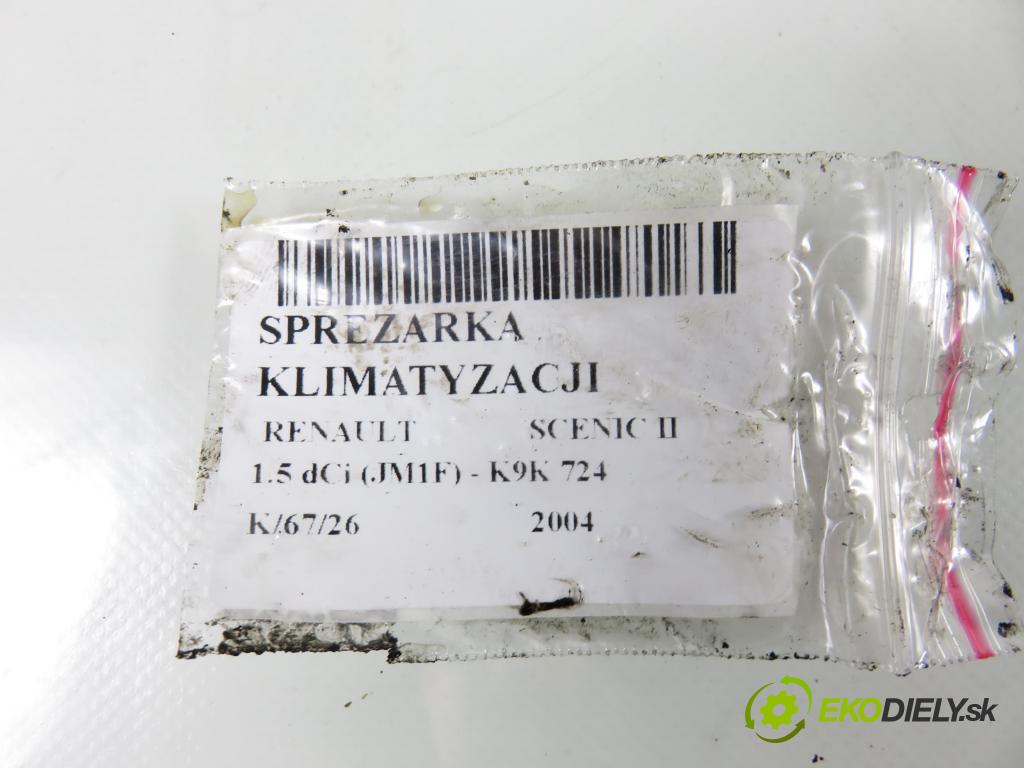 SPREZARKA
KLIMATYZACJI
RENAULT SCENIC II
1.5 dCi (JM1F) - K9K 724
K/67/26 2004
EKODIELY.sk